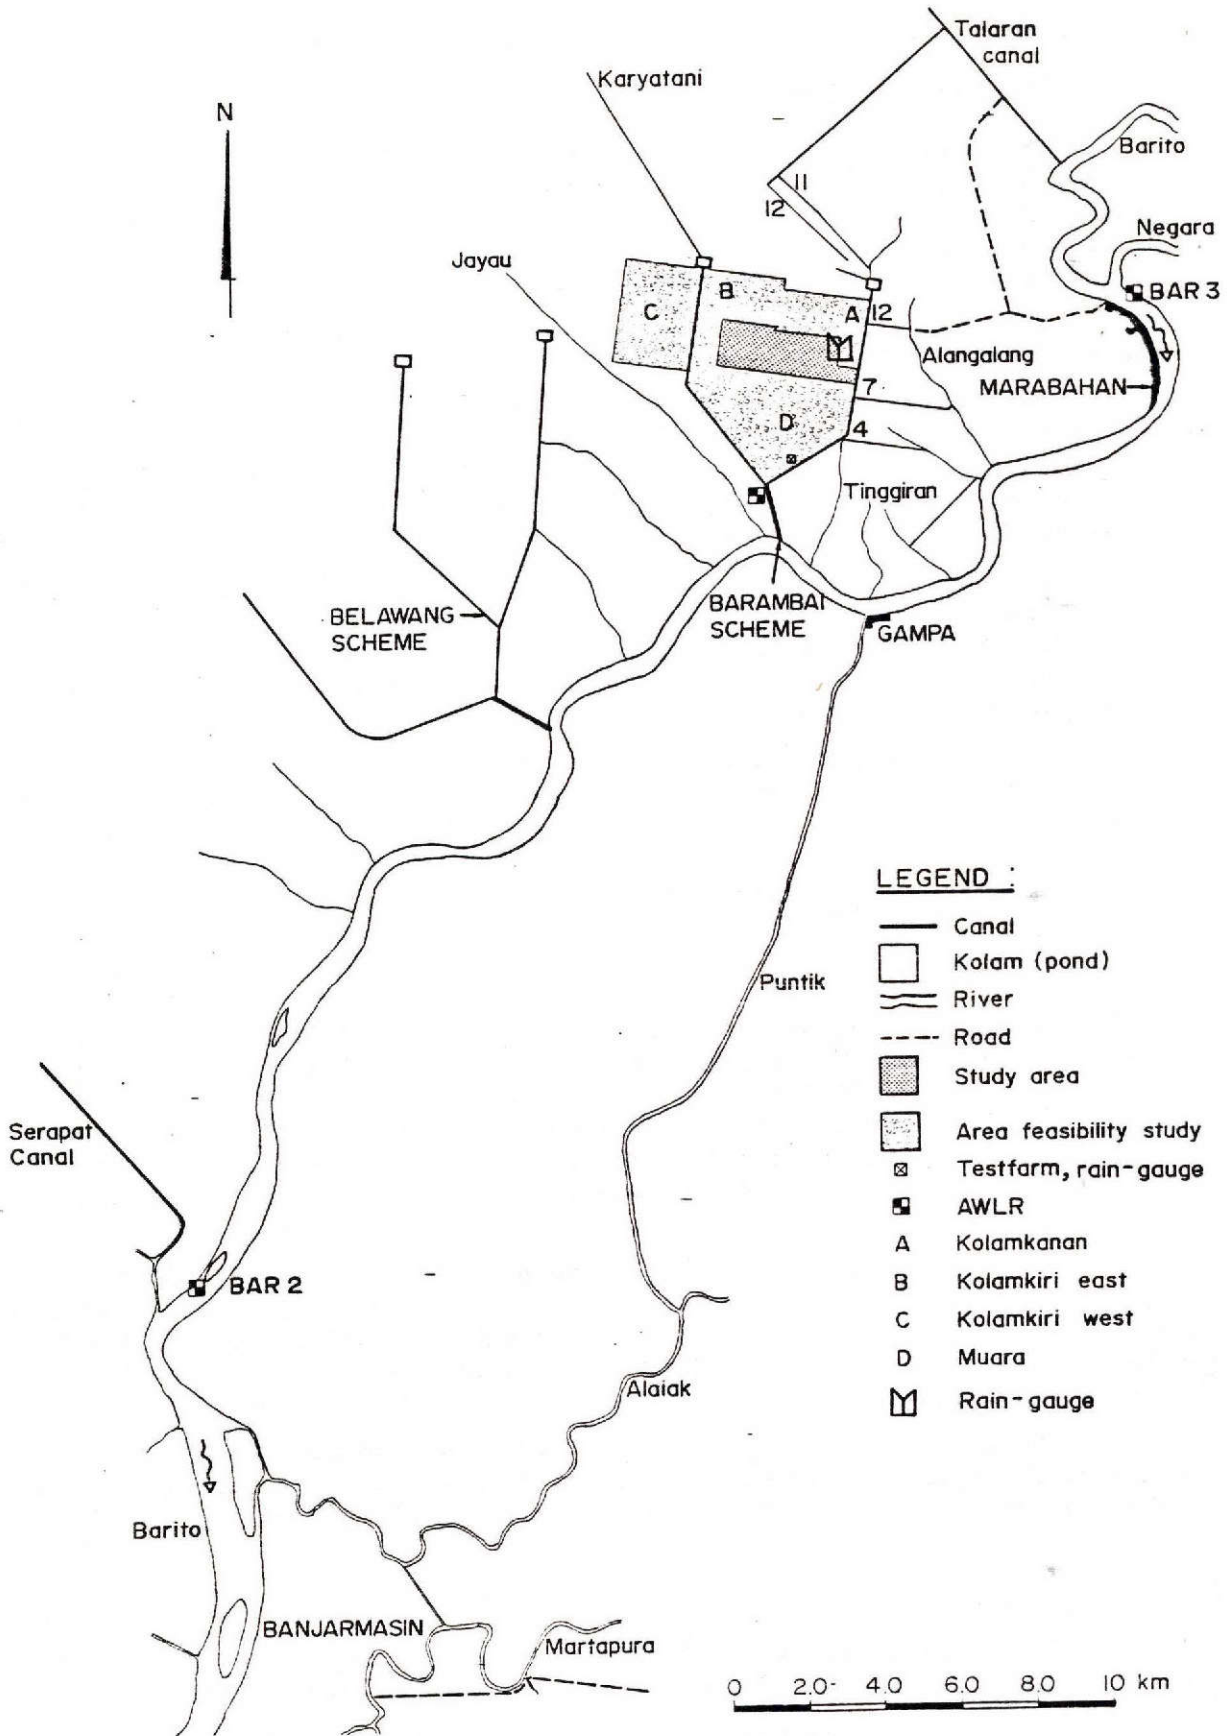 Talaran
canal
Karyatani
N
Barito
11
12
Negara
Jayau
BAR 3
B
C
A
12
Alangalang
MARABAHAN
7
D
4
Tinggiran
BELAWANG
SCHEME
BARAMBAI
SCHEME
GAMPA
LEGEND :
Canal
Kolam (pond)
River
Road
Study area
Area feasibility study
Testfarm, rain-gauge
AWLR
A Kolamkanan
B Kolamkiri east
C Kolamkiri west
D Muara
Rain-gauge
Puntik
Serapat
Canal
BAR 2
Alalak
Barito
BANJARMASIN
Martapura
0 2.0 4.0 6.0 8.0 10 km